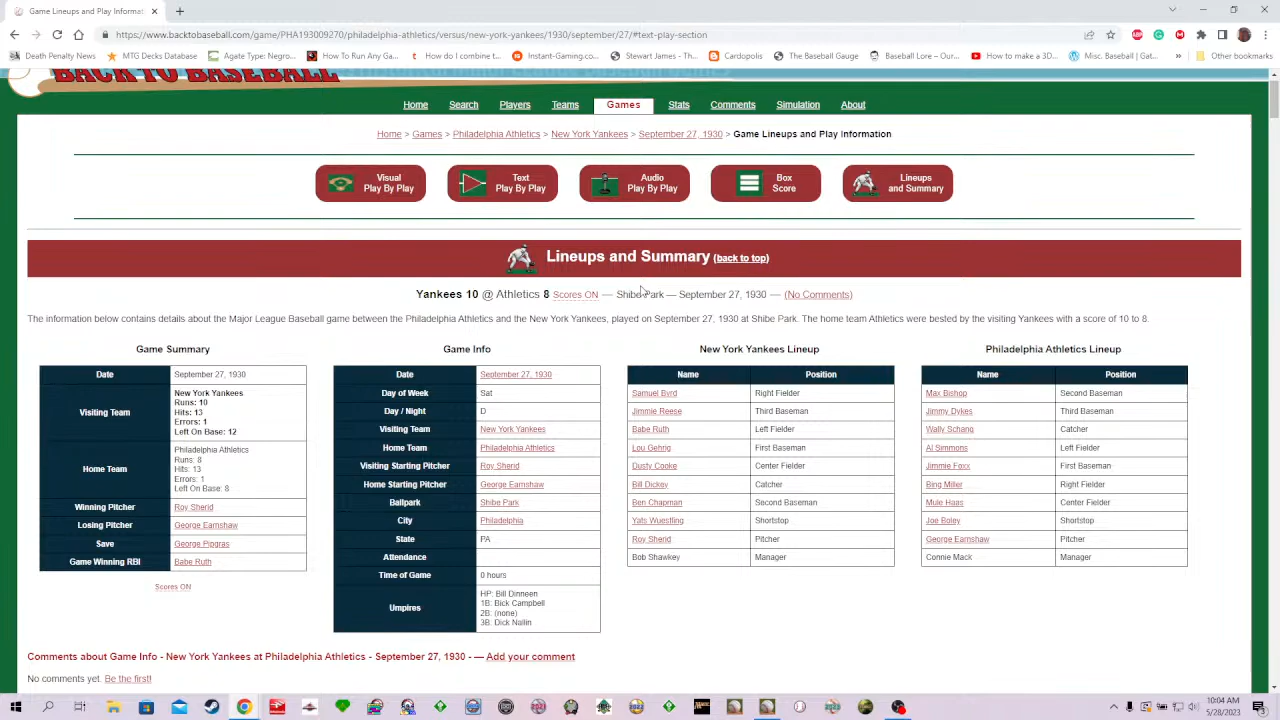 Game Lineups and Play Informat
https://www.backtobaseball.com/game/PHA193009270/philadelphia-athletics/versus/new-york-yankees/1930/september/27/#text-play-section
Death Penalty News
MTG Decks Database
Agate Type: Negro...
How To Run Any Ga...
How do I combine t...
Instant-Gaming.co...
Stewart James - Th...
Cardopolis
The Baseball Gauge
Baseball Lore – Our...
How to make a 3D...
Misc. Baseball | Gat...
»
Other bookmarks
BACK TO BASEBALL
Home Search Players Teams Games Stats Comments Simulation About
Home > Games > Philadelphia Athletics > New York Yankees > September 27, 1930 > Game Lineups and Play Information
Visual
Play By Play
Text
Play By Play
Audio
Play By Play
Box
Score
Lineups
and Summary
Lineups and Summary (back to top)
Yankees 10 @ Athletics 8 Scores ON — Shibe Park — September 27, 1930 — (No Comments)
The information below contains details about the Major League Baseball game between the Philadelphia Athletics and the New York Yankees, played on September 27, 1930 at Shibe Park. The home team Athletics were bested by the visiting Yankees with a score of 10 to 8.
Game Summary
Date September 27, 1930
Visiting Team
New York Yankees
Runs: 10
Hits: 13
Errors: 1
Left On Base: 12
Home Team
Philadelphia Athletics
Runs: 8
Hits: 13
Errors: 1
Left On Base: 8
Winning Pitcher Roy Sherid
Losing Pitcher George Earnshaw
Save George Pipgras
Game Winning RBI Babe Ruth
Scores ON
Game Info
Date September 27, 1930
Day of Week Sat
Day / Night D
Visiting Team New York Yankees
Home Team Philadelphia Athletics
Visiting Starting Pitcher Roy Sherid
Home Starting Pitcher George Earnshaw
Ballpark Shibe Park
City Philadelphia
State PA
Attendance
Time of Game 0 hours
Umpires
HP: Bill Dinneen
1B: Bick Campbell
2B: (none)
3B: Dick Nallin
New York Yankees Lineup
Name Position
Samuel Byrd Right Fielder
Jimmie Reese Third Baseman
Babe Ruth Left Fielder
Lou Gehrig First Baseman
Dusty Cooke Center Fielder
Bill Dickey Catcher
Ben Chapman Second Baseman
Yats Wuestling Shortstop
Roy Sherid Pitcher
Bob Shawkey Manager
Philadelphia Athletics Lineup
Name Position
Max Bishop Second Baseman
Jimmy Dykes Third Baseman
Wally Schang Catcher
Al Simmons Left Fielder
Jimmie Foxx First Baseman
Bing Miller Right Fielder
Mule Haas Center Fielder
Joe Boley Shortstop
George Earnshaw Pitcher
Connie Mack Manager
Comments about Game Info - New York Yankees at Philadelphia Athletics - September 27, 1930 - — Add your comment
No comments yet. Be the first!
10:04 AM
5/28/2023